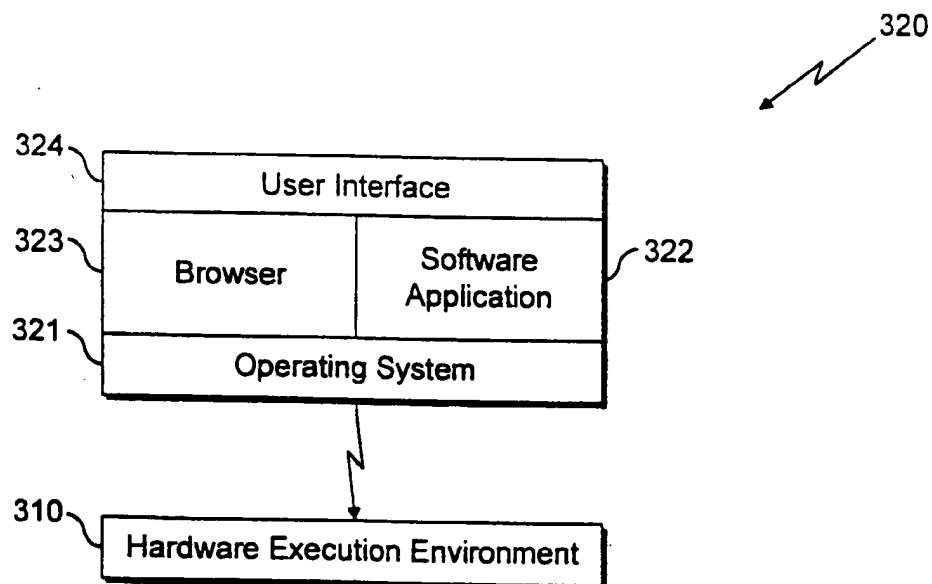 320
324
User Interface
323
Browser
Software
Application
322
321
Operating System
310
Hardware Execution Environment